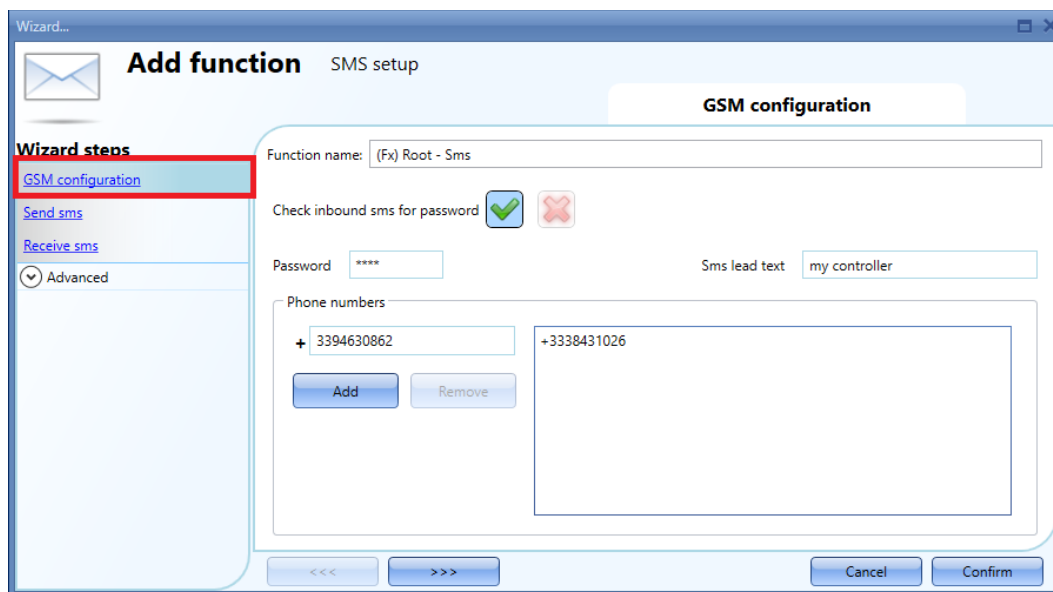 Wizard...
Add function SMS setup
GSM configuration
Wizard steps
GSM configuration
Send sms
Receive sms
Advanced
Function name: (Fx) Root - Sms
Check inbound sms for password
Password **** Sms lead text my controller
Phone numbers
+ 3394630862 +3338431026
Add Remove
<<< >>> Cancel Confirm